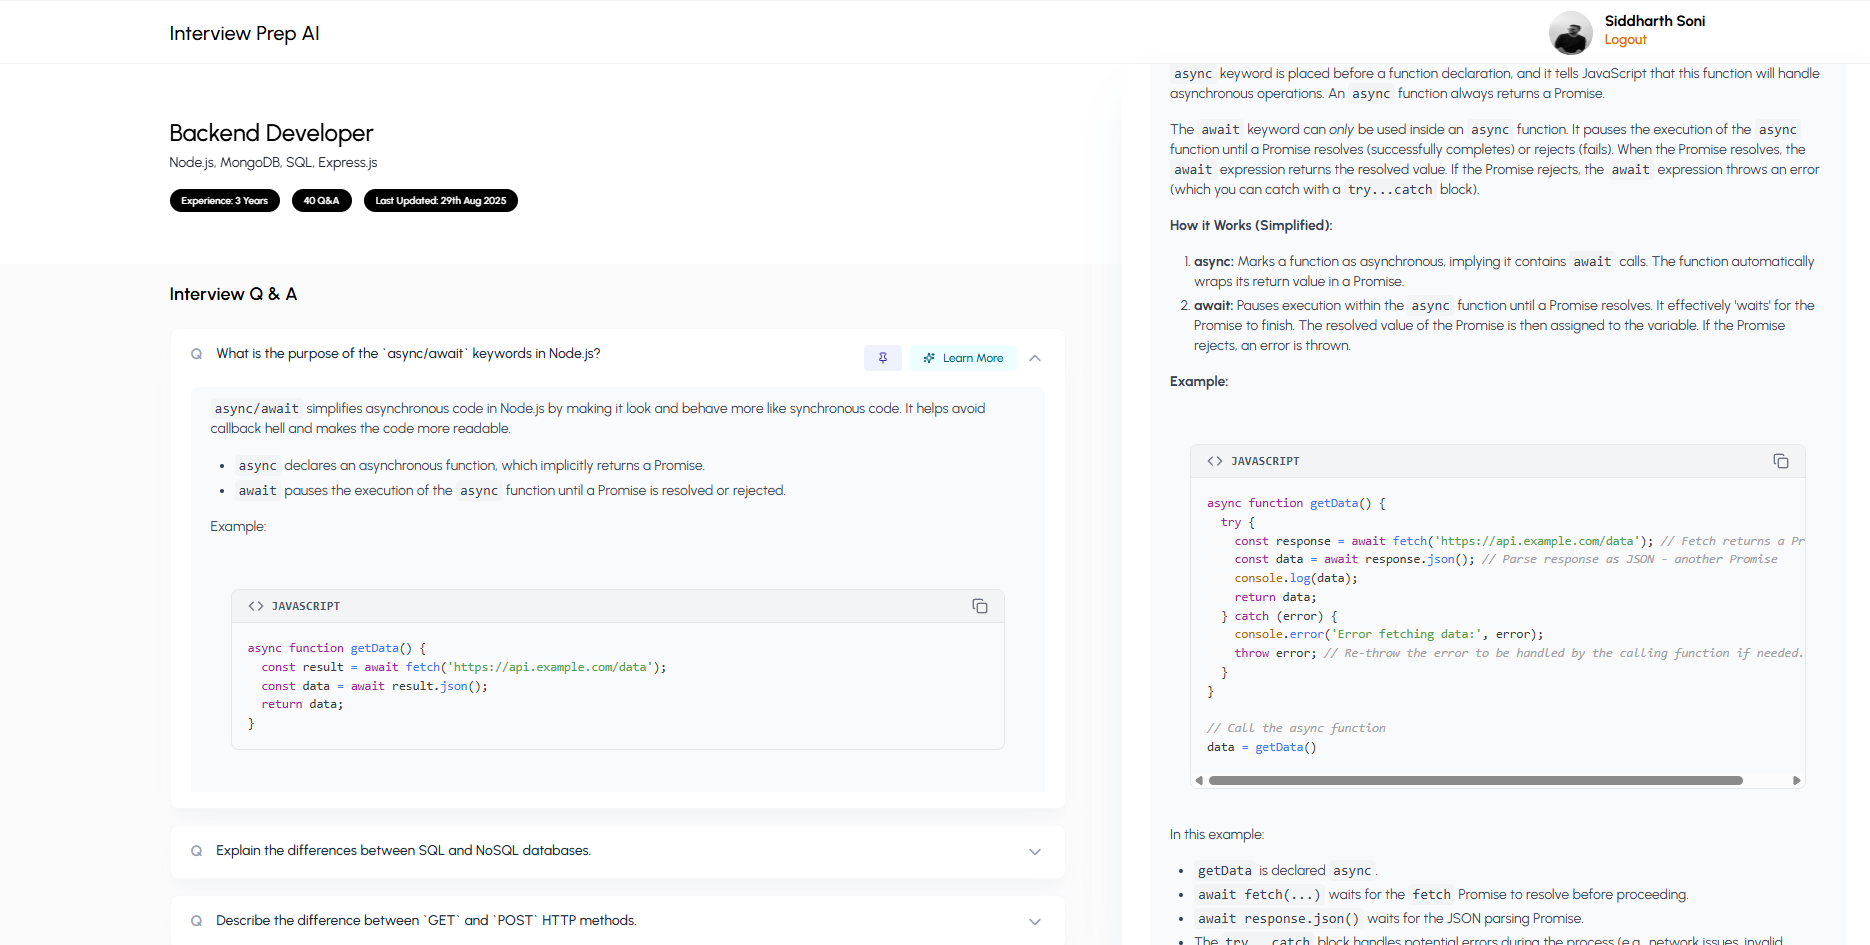 Interview Prep AI
Siddharth Soni
Logout
Backend Developer
Node.js, MongoDB, SQL, Express.js
Experience: 3 Years
40 Q&A
Last Updated: 29th Aug 2025
Interview Q & A
Q What is the purpose of the `async/await` keywords in Node.js?
Learn More
async/await simplifies asynchronous code in Node.js by making it look and behave more like synchronous code. It helps avoid
callback hell and makes the code more readable.
• async declares an asynchronous function, which implicitly returns a Promise.
• await pauses the execution of the async function until a Promise is resolved or rejected.
Example:
<> JAVASCRIPT
async function getData() {
  const result = await fetch('https://api.example.com/data');
  const data = await result.json();
  return data;
}
Q Explain the differences between SQL and NoSQL databases.
Q Describe the difference between `GET` and `POST` HTTP methods.
async keyword is placed before a function declaration, and it tells JavaScript that this function will handle
asynchronous operations. An async function always returns a Promise.
The await keyword can only be used inside an async function. It pauses the execution of the async
function until a Promise resolves (successfully completes) or rejects (fails). When the Promise resolves, the
await expression returns the resolved value. If the Promise rejects, the await expression throws an error
(which you can catch with a try...catch block).
How it Works (Simplified):
1. async: Marks a function as asynchronous, implying it contains await calls. The function automatically
wraps its return value in a Promise.
2. await: Pauses execution within the async function until a Promise resolves. It effectively 'waits' for the
Promise to finish. The resolved value of the Promise is then assigned to the variable. If the Promise
rejects, an error is thrown.
Example:
<> JAVASCRIPT
async function getData() {
  try {
    const response = await fetch('https://api.example.com/data'); // Fetch returns a Pr
    const data = await response.json(); // Parse response as JSON - another Promise
    console.log(data);
    return data;
  } catch (error) {
    console.error('Error fetching data:', error);
    throw error; // Re-throw the error to be handled by the calling function if needed.
  }
}
// Call the async function
data = getData()
In this example:
• getData is declared async.
• await fetch(...) waits for the fetch Promise to resolve before proceeding.
• await response.json() waits for the JSON parsing Promise.
• The try...catch block handles potential errors during the process (e.g., network issues, invalid